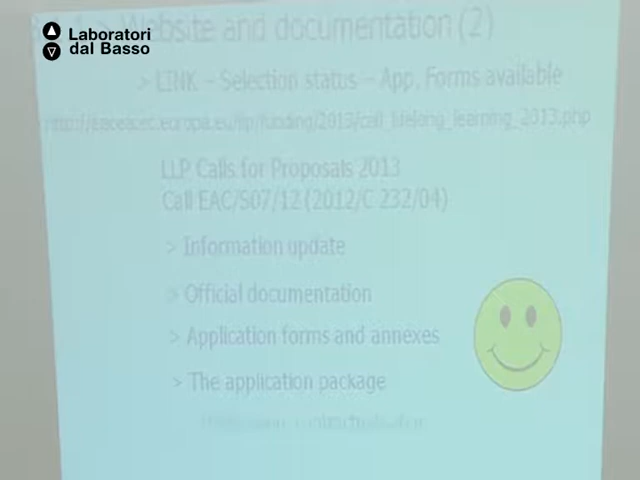 Laboratori
dal Basso
> Website and documentation (2)
> LINK – Selection status – App. Forms available
http://eacea.ec.europa.eu/llp/funding/2013/call_lifelong_learning_2013.php
LLP Calls for Proposals 2013
Call EAC/S07/12 (2012/C 232/04)
> Information update
> Official documentation
> Application forms and annexes
> The application package